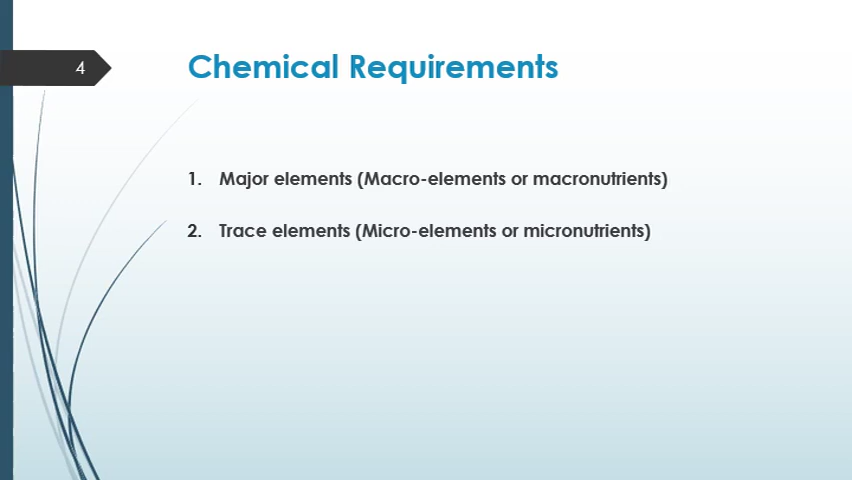 4
Chemical Requirements
1. Major elements (Macro-elements or macronutrients)
2. Trace elements (Micro-elements or micronutrients)